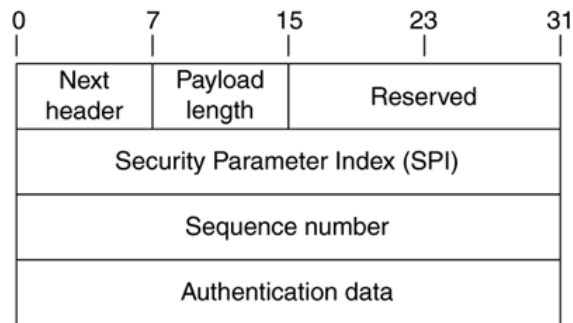 0 7 15 23 31
Next header
Payload length
Reserved
Security Parameter Index (SPI)
Sequence number
Authentication data